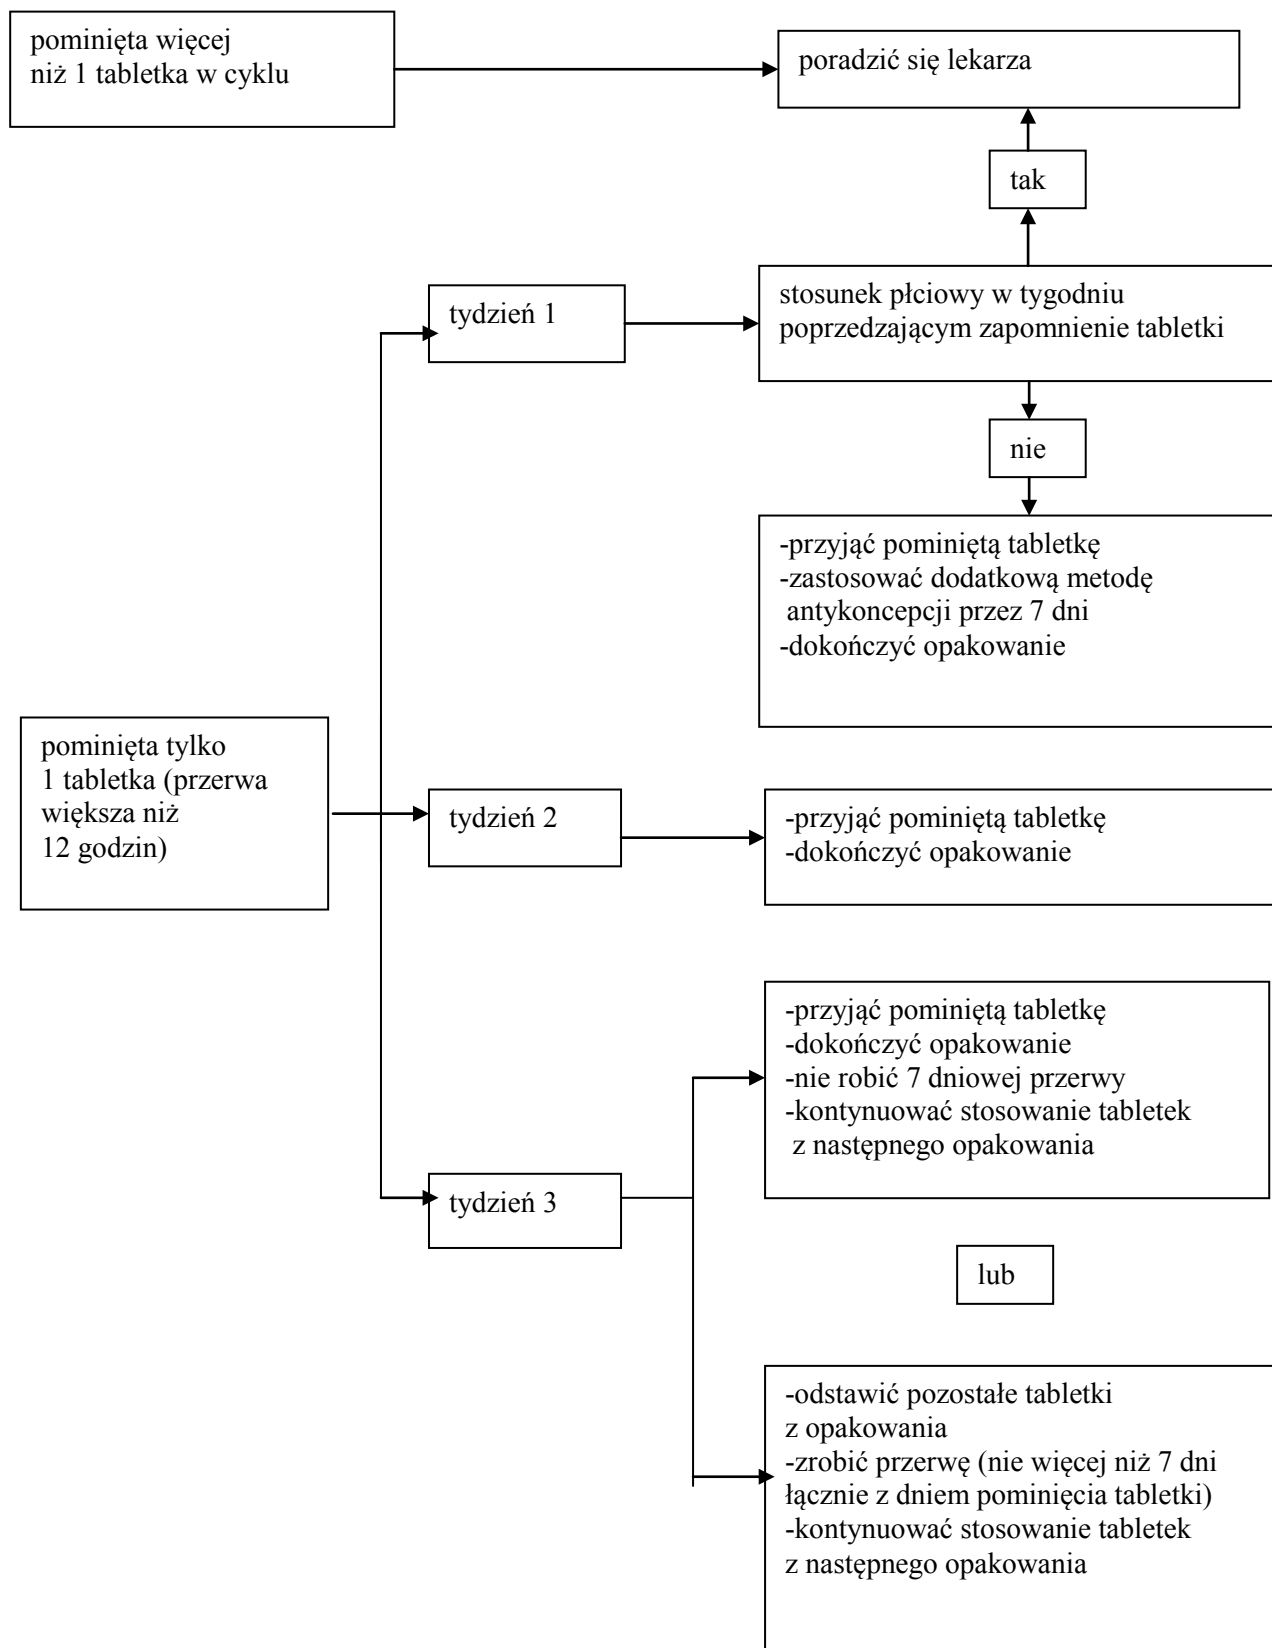 pominięta więcej
niż 1 tabletka w cyklu
poradzić się lekarza
tak
tydzień 1
stosunek płciowy w tygodniu
poprzedzającym zapomnienie tabletki
nie
-przyjąć pominiętą tabletkę
-zastosować dodatkową metodę
antykoncepcji przez 7 dni
-dokończyć opakowanie
pominięta tylko
1 tabletka (przerwa
większa niż
12 godzin)
tydzień 2
-przyjąć pominiętą tabletkę
-dokończyć opakowanie
tydzień 3
-przyjąć pominiętą tabletkę
-dokończyć opakowanie
-nie robić 7 dniowej przerwy
-kontynuować stosowanie tabletek
z następnego opakowania
lub
-odstawić pozostałe tabletki
z opakowania
-zrobić przerwę (nie więcej niż 7 dni
łącznie z dniem pominięcia tabletki)
-kontynuować stosowanie tabletek
z następnego opakowania